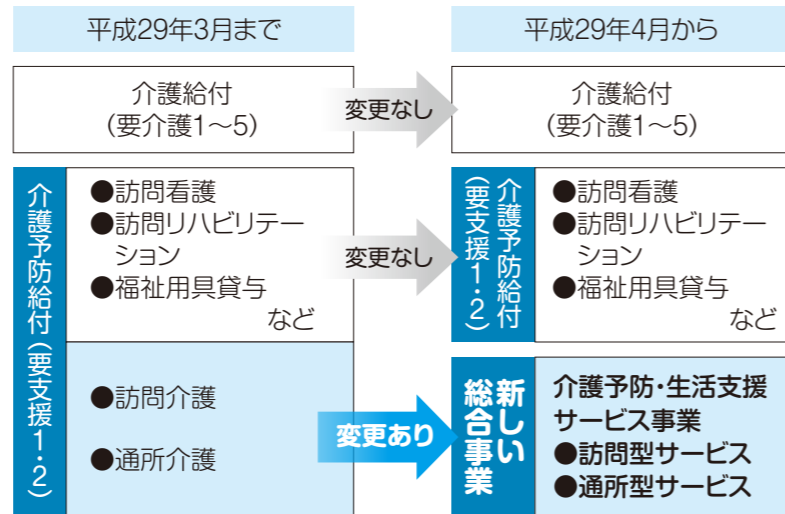 平成29年3月まで
平成29年4月から
介護給付
(要介護1~5)
変更なし
介護給付
(要介護1~5)
介護予防給付(要支援1・2)
●訪問看護
●訪問リハビリテー
ション
●福祉用具貸与
など
変更なし
介護予防給付
(要支援1・2)
●訪問看護
●訪問リハビリテー
ション
●福祉用具貸与
など
●訪問介護
●通所介護
変更あり
新しい
総合事業
介護予防・生活支援
サービス事業
●訪問型サービス
●通所型サービス